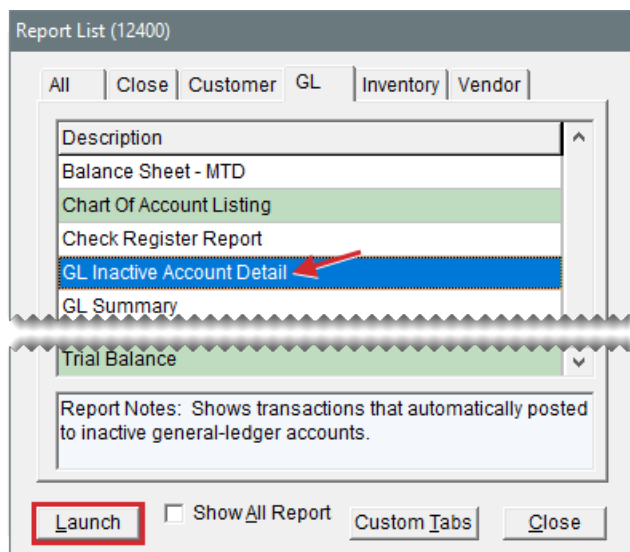 Report List (12400)
All Close Customer GL Inventory Vendor
Description
Balance Sheet - MTD
Chart Of Account Listing
Check Register Report
GL Inactive Account Detail
GL Summary
Trial Balance
Report Notes: Shows transactions that automatically posted
to inactive general-ledger accounts.
Launch Show All Report Custom Tabs Close